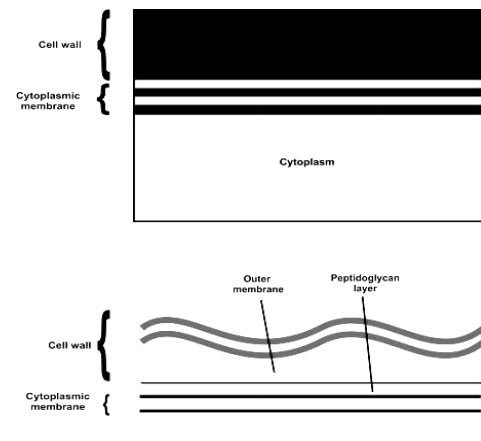 Cell wall
Cytoplasmic
membrane
Cytoplasm
Outer
membrane
Peptidoglycan
layer
Cell wall
Cytoplasmic
membrane